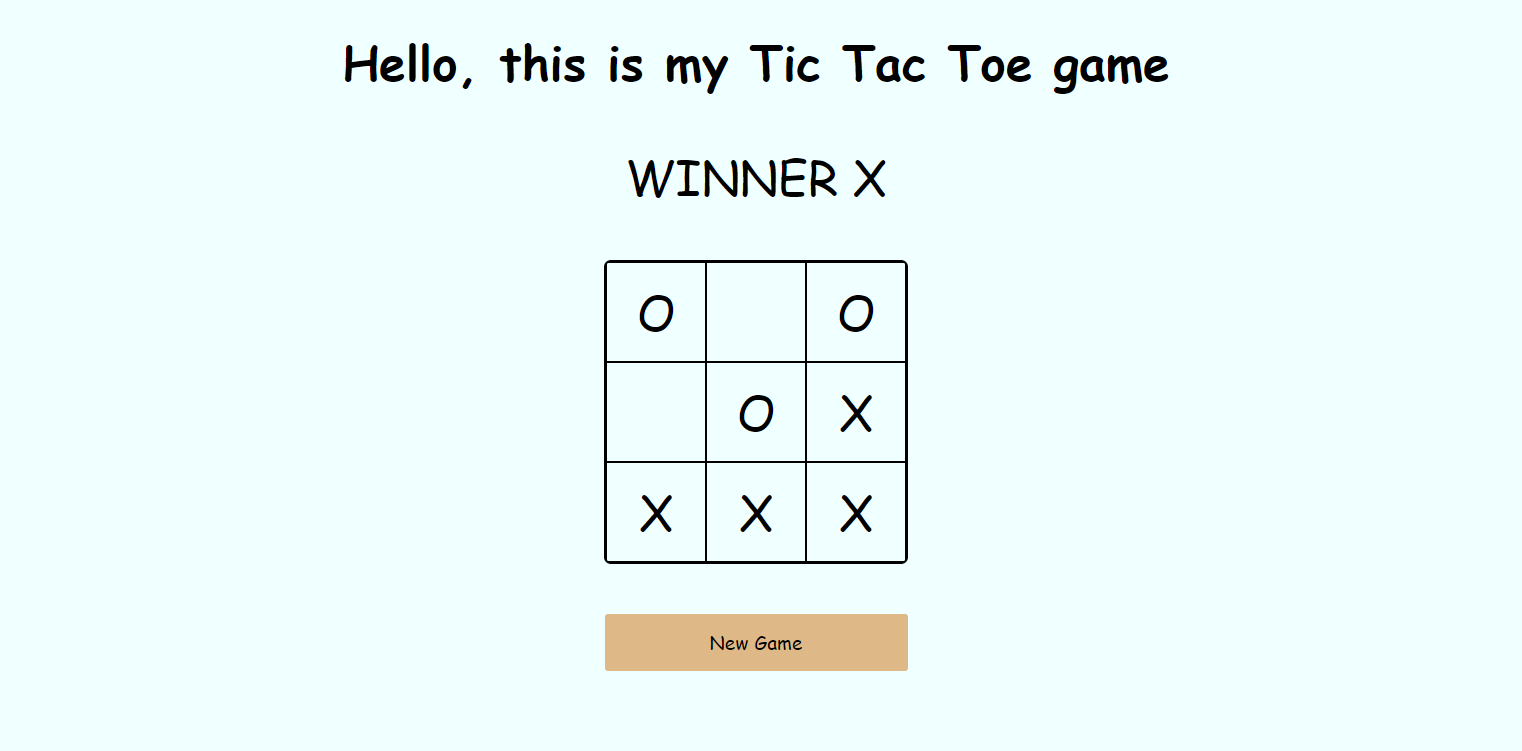 Hello, this is my Tic Tac Toe game
WINNER X
O O
O X
X X X
New Game